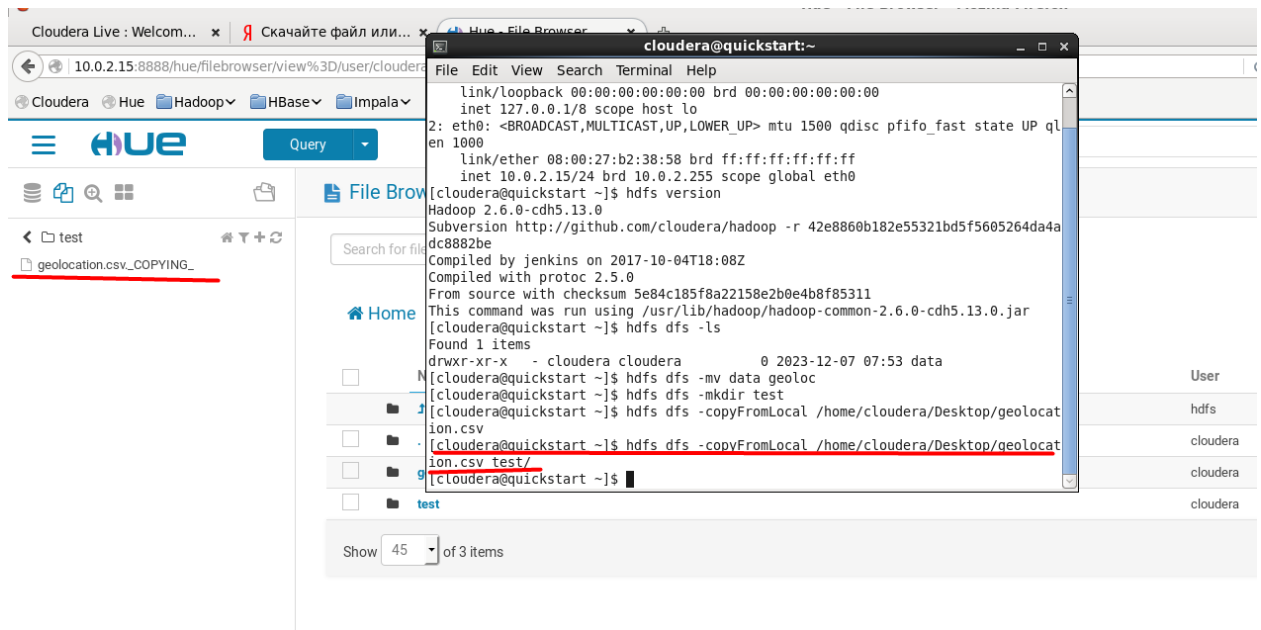 Cloudera Live : Welcom... ×
Я Скачайте файл или... ×
Hue - File Browser ×
10.0.2.15:8888/hue/filebrowser/view%3D/user/cloudera
Cloudera Hue Hadoop HBase Impala
HUE
Query
File Brow
test
geolocation.csv._COPYING_
Search for file
Home
User
hdfs
cloudera
cloudera
test cloudera
Show 45 of 3 items
cloudera@quickstart:~
File Edit View Search Terminal Help
link/loopback 00:00:00:00:00:00 brd 00:00:00:00:00:00
inet 127.0.0.1/8 scope host lo
2: eth0: <BROADCAST,MULTICAST,UP,LOWER_UP> mtu 1500 qdisc pfifo_fast state UP ql
en 1000
link/ether 08:00:27:b2:38:58 brd ff:ff:ff:ff:ff:ff
inet 10.0.2.15/24 brd 10.0.2.255 scope global eth0
[cloudera@quickstart ~]$ hdfs version
Hadoop 2.6.0-cdh5.13.0
Subversion http://github.com/cloudera/hadoop -r 42e8860b182e55321bd5f5605264da4a
dc8882be
Compiled by jenkins on 2017-10-04T18:08Z
Compiled with protoc 2.5.0
From source with checksum 5e84c185f8a22158e2b0e4b8f85311
This command was run using /usr/lib/hadoop/hadoop-common-2.6.0-cdh5.13.0.jar
[cloudera@quickstart ~]$ hdfs dfs -ls
Found 1 items
drwxr-xr-x - cloudera cloudera 0 2023-12-07 07:53 data
[cloudera@quickstart ~]$ hdfs dfs -mv data geoloc
[cloudera@quickstart ~]$ hdfs dfs -mkdir test
[cloudera@quickstart ~]$ hdfs dfs -copyFromLocal /home/cloudera/Desktop/geolocat
ion.csv
[cloudera@quickstart ~]$ hdfs dfs -copyFromLocal /home/cloudera/Desktop/geolocat
ion.csv test/
[cloudera@quickstart ~]$